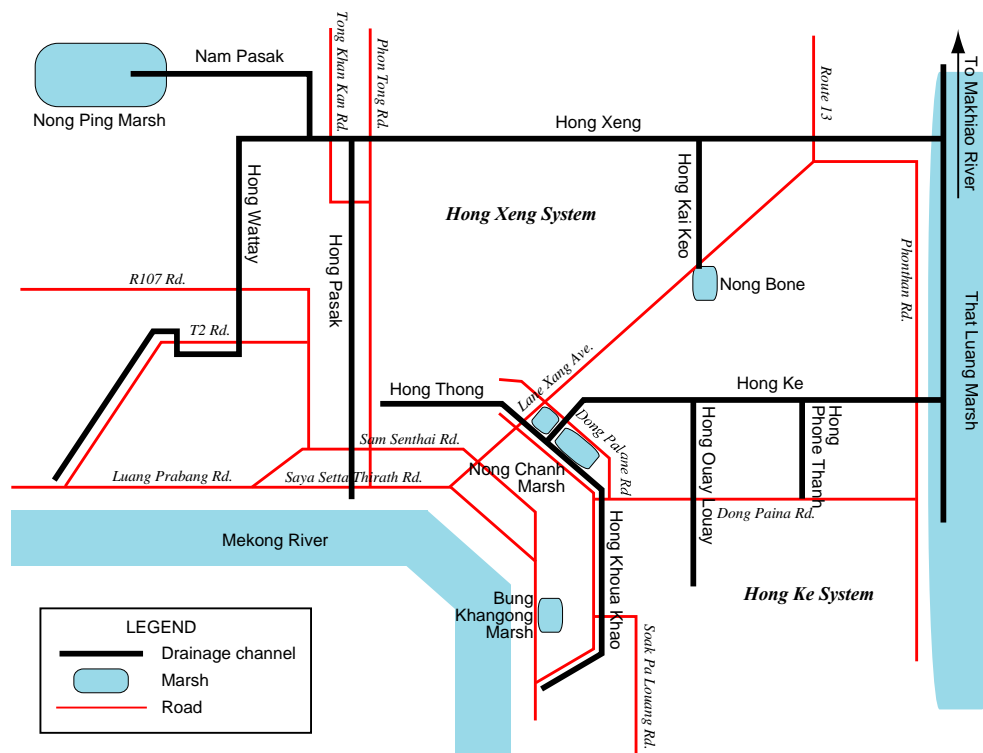 Nam Pasak
Nong Ping Marsh
Tong Khan Kan Rd.
Phon Tong Rd.
Hong Xeng
Route 13
To Makhiao River
Hong Wattay
Hong Xeng System
Hong Kai Keo
Hong Pasak
R107 Rd.
Nong Bone
Phonthan Rd.
T2 Rd.
That Luang Marsh
Hong Thong
Lane Xang Ave.
Hong Ke
Dong Palane Rd
Hong Ouay Louay
Hong
Phone Thanh
Sam Senthai Rd.
Luang Prabang Rd.
Saya Setta Thirath Rd.
Nong Chanh
Marsh
Dong Paina Rd.
Mekong River
Hong Khoua Khao
Bung
Khangong
Marsh
Hong Ke System
Soak Pa Louang Rd.
LEGEND
Drainage channel
Marsh
Road